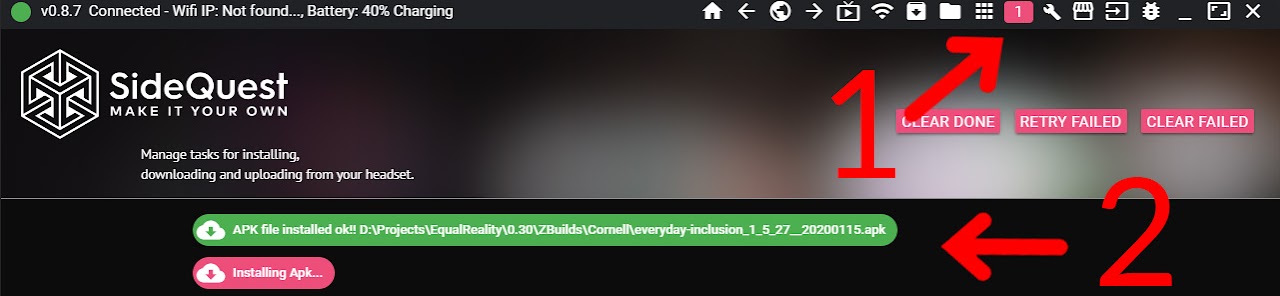 v0.8.7 Connected - Wifi IP: Not found..., Battery: 40% Charging
1
SideQuest
MAKE IT YOUR OWN
1
CLEAR DONE
RETRY FAILED
CLEAR FAILED
Manage tasks for installing,
downloading and uploading from your headset.
2
APK file installed ok!! D:\Projects\EqualReality\0.30\ZBuilds\Cornell\everyday-inclusion_1_5_27__20200115.apk
Installing Apk...